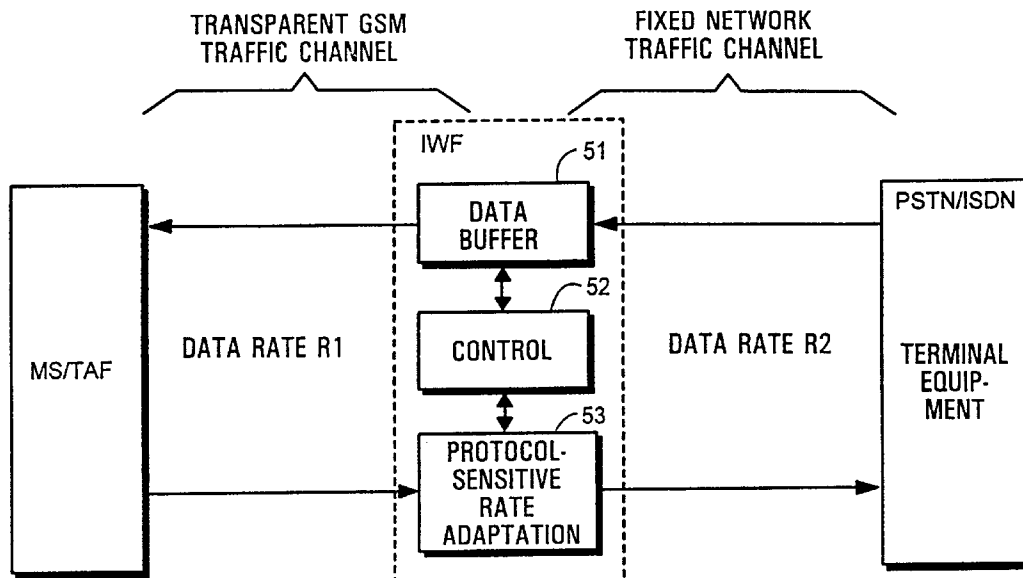 TRANSPARENT GSM
TRAFFIC CHANNEL
FIXED NETWORK
TRAFFIC CHANNEL
IWF
51
DATA
BUFFER
PSTN/ISDN
52
MS/TAF
DATA RATE R1
CONTROL
DATA RATE R2
TERMINAL
EQUIP-
MENT
53
PROTOCOL-
SENSITIVE
RATE
ADAPTATION